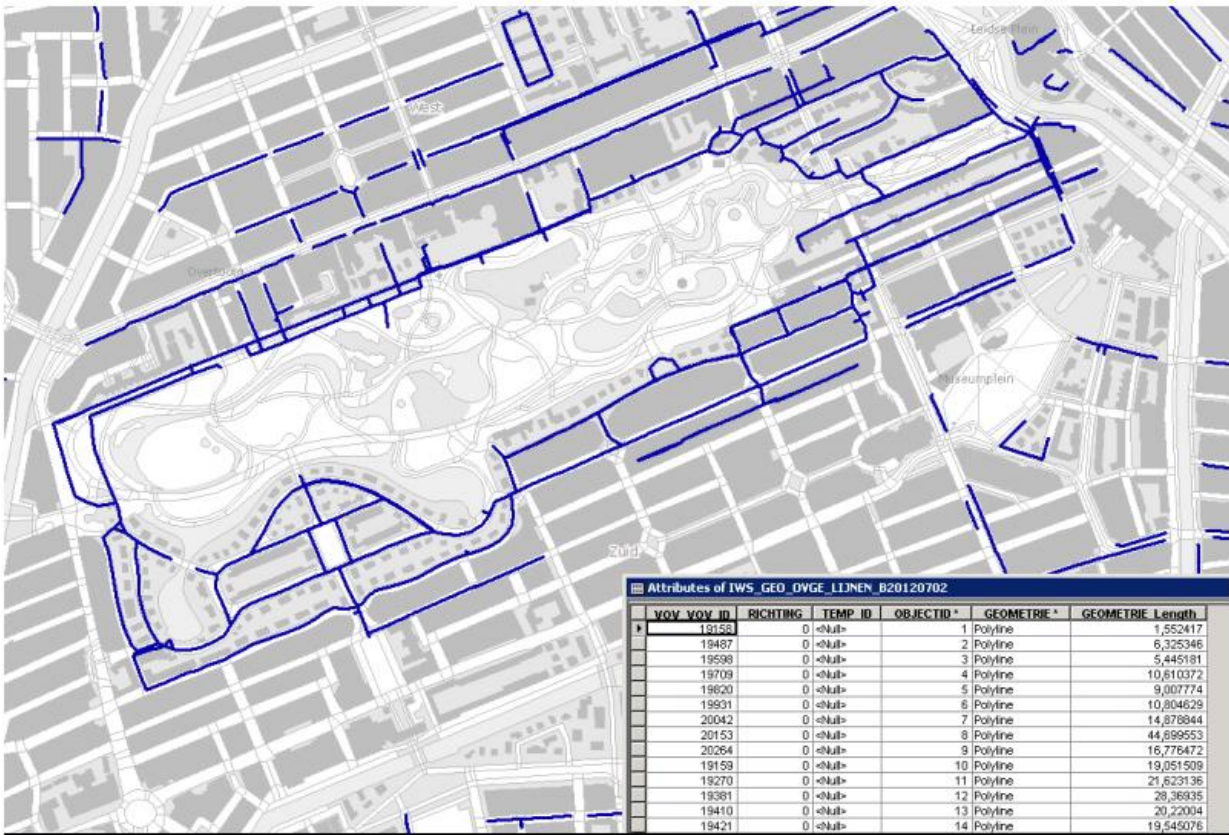 Leidse Plein
West
Overtoom
Museumplein
Zuid
Attributes of IWS_GEO_OVGE_LIJNEN_B20120702
VOV_VOV_ID RICHTING TEMP_ID OBJECTID * GEOMETRIE * GEOMETRIE_Length
19158 0 <Null> 1 Polyline 1,552417
19487 0 <Null> 2 Polyline 6,325346
19598 0 <Null> 3 Polyline 5,445181
19709 0 <Null> 4 Polyline 10,610372
19820 0 <Null> 5 Polyline 9,007774
19931 0 <Null> 6 Polyline 10,804629
20042 0 <Null> 7 Polyline 14,878844
20153 0 <Null> 8 Polyline 44,699553
20264 0 <Null> 9 Polyline 16,776472
19159 0 <Null> 10 Polyline 19,051509
19270 0 <Null> 11 Polyline 21,623136
19381 0 <Null> 12 Polyline 28,36935
19410 0 <Null> 13 Polyline 20,22004
19421 0 <Null> 14 Polyline 19,545076